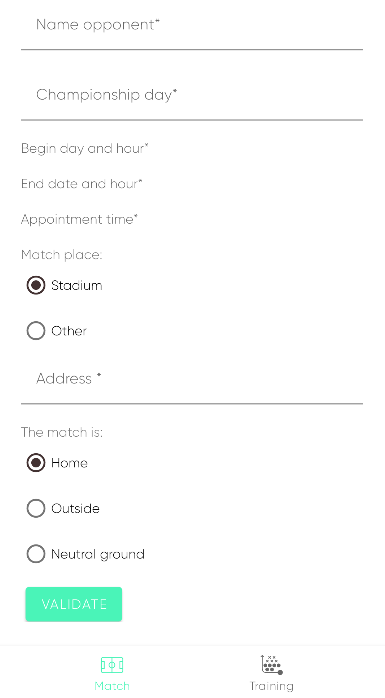 Name opponent*
Championship day*
Begin day and hour*
End date and hour*
Appointment time*
Match place:
Stadium
Other
Address *
The match is:
Home
Outside
Neutral ground
VALIDATE
Match
Training